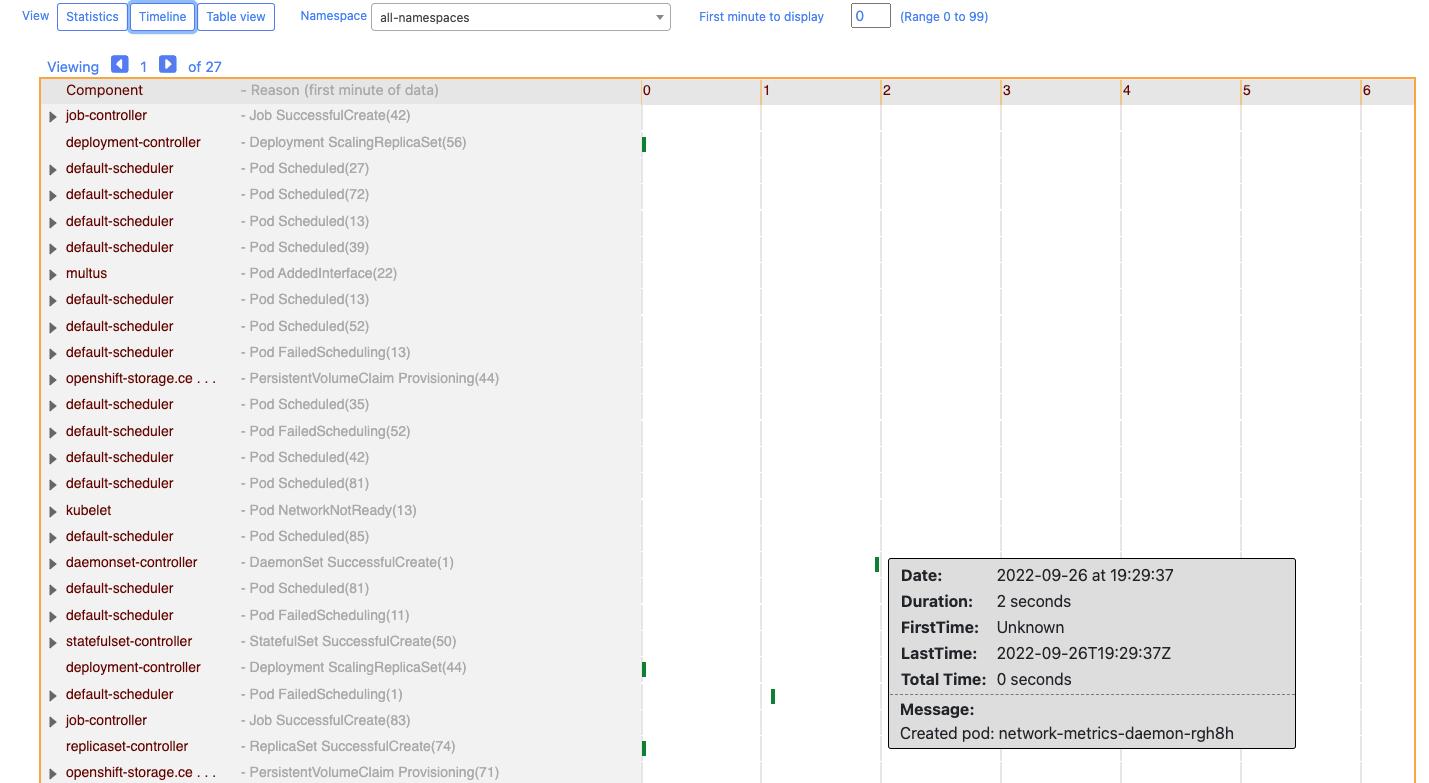 View Statistics Timeline Table view Namespace all-namespaces First minute to display 0 (Range 0 to 99)
Viewing 1 of 27
Component - Reason (first minute of data) 0 1 2 3 4 5 6
job-controller - Job SuccessfulCreate(42)
deployment-controller - Deployment ScalingReplicaSet(56)
default-scheduler - Pod Scheduled(27)
default-scheduler - Pod Scheduled(72)
default-scheduler - Pod Scheduled(13)
default-scheduler - Pod Scheduled(39)
multus - Pod AddedInterface(22)
default-scheduler - Pod Scheduled(13)
default-scheduler - Pod Scheduled(52)
default-scheduler - Pod FailedScheduling(13)
openshift-storage.ce . . . - PersistentVolumeClaim Provisioning(44)
default-scheduler - Pod Scheduled(35)
default-scheduler - Pod FailedScheduling(52)
default-scheduler - Pod Scheduled(42)
default-scheduler - Pod Scheduled(81)
kubelet - Pod NetworkNotReady(13)
default-scheduler - Pod Scheduled(85)
daemonset-controller - DaemonSet SuccessfulCreate(1)
default-scheduler - Pod Scheduled(81)
default-scheduler - Pod FailedScheduling(11)
statefulset-controller - StatefulSet SuccessfulCreate(50)
deployment-controller - Deployment ScalingReplicaSet(44)
default-scheduler - Pod FailedScheduling(1)
job-controller - Job SuccessfulCreate(83)
replicaset-controller - ReplicaSet SuccessfulCreate(74)
openshift-storage.ce . . . - PersistentVolumeClaim Provisioning(71)
Date: 2022-09-26 at 19:29:37
Duration: 2 seconds
FirstTime: Unknown
LastTime: 2022-09-26T19:29:37Z
Total Time: 0 seconds
Message:
Created pod: network-metrics-daemon-rgh8h